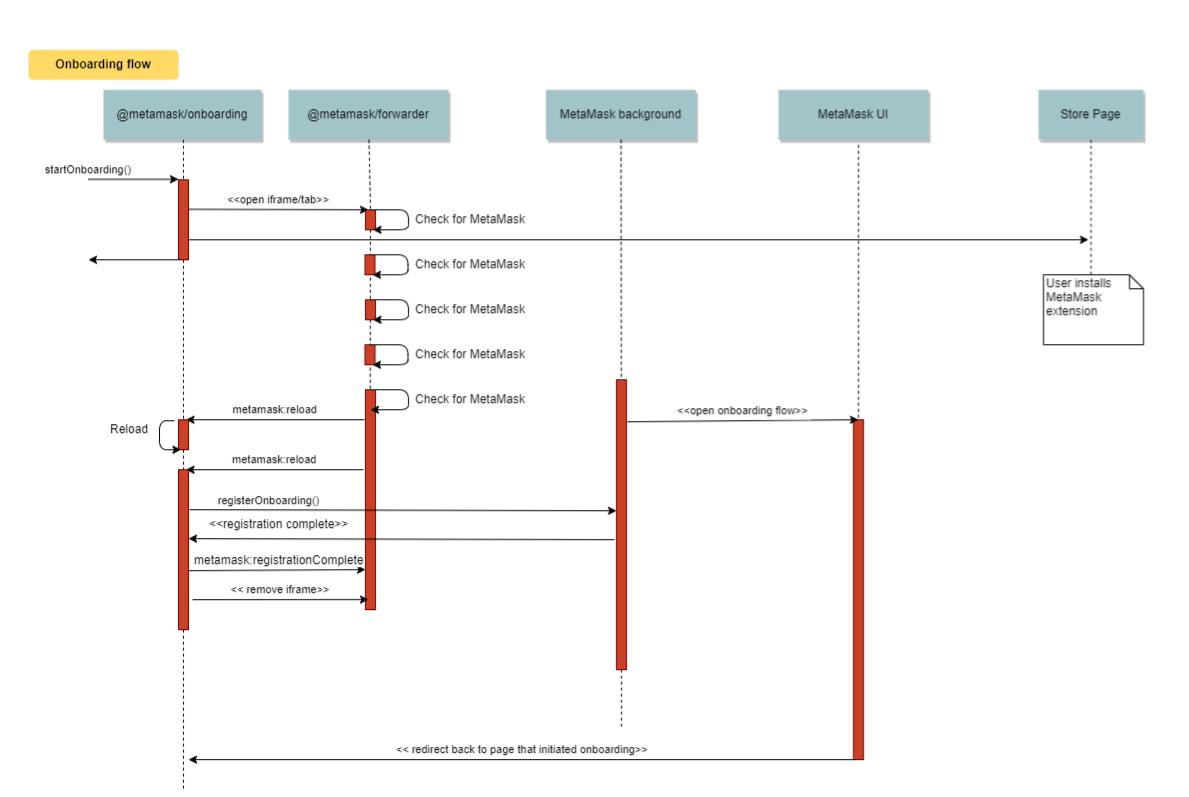 Onboarding flow
@metamask/onboarding
@metamask/forwarder
MetaMask background
MetaMask UI
Store Page
startOnboarding()
<<open iframe/tab>>
Check for MetaMask
Check for MetaMask
User installs
MetaMask
extension
Check for MetaMask
Check for MetaMask
Check for MetaMask
metamask:reload
<<open onboarding flow>>
Reload
metamask:reload
registerOnboarding()
<<registration complete>>
metamask:registrationComplete
<< remove iframe>>
<< redirect back to page that initiated onboarding>>